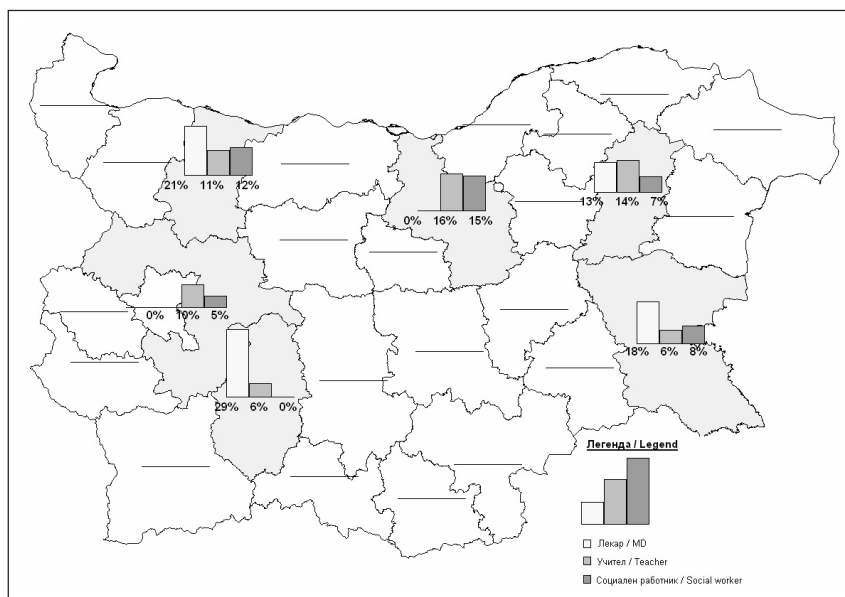 21% 11% 12%
0% 16% 15%
13% 14% 7%
0% 10% 5%
18% 6% 8%
29% 6% 0%
Легенда / Legend
Лекар / MD
Учител / Teacher
Социален работник / Social worker